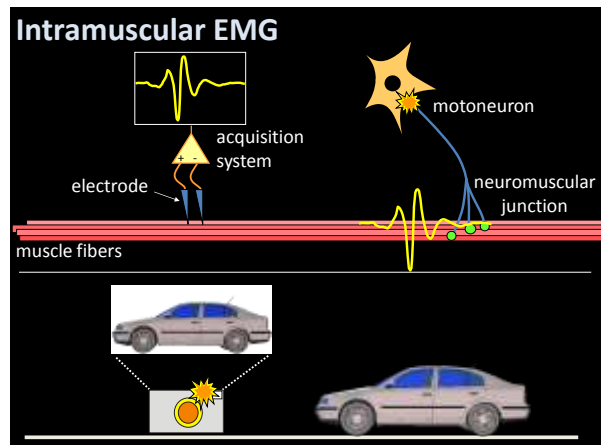 Intramuscular EMG
motoneuron
acquisition
system
+ -
electrode
neuromuscular
junction
muscle fibers